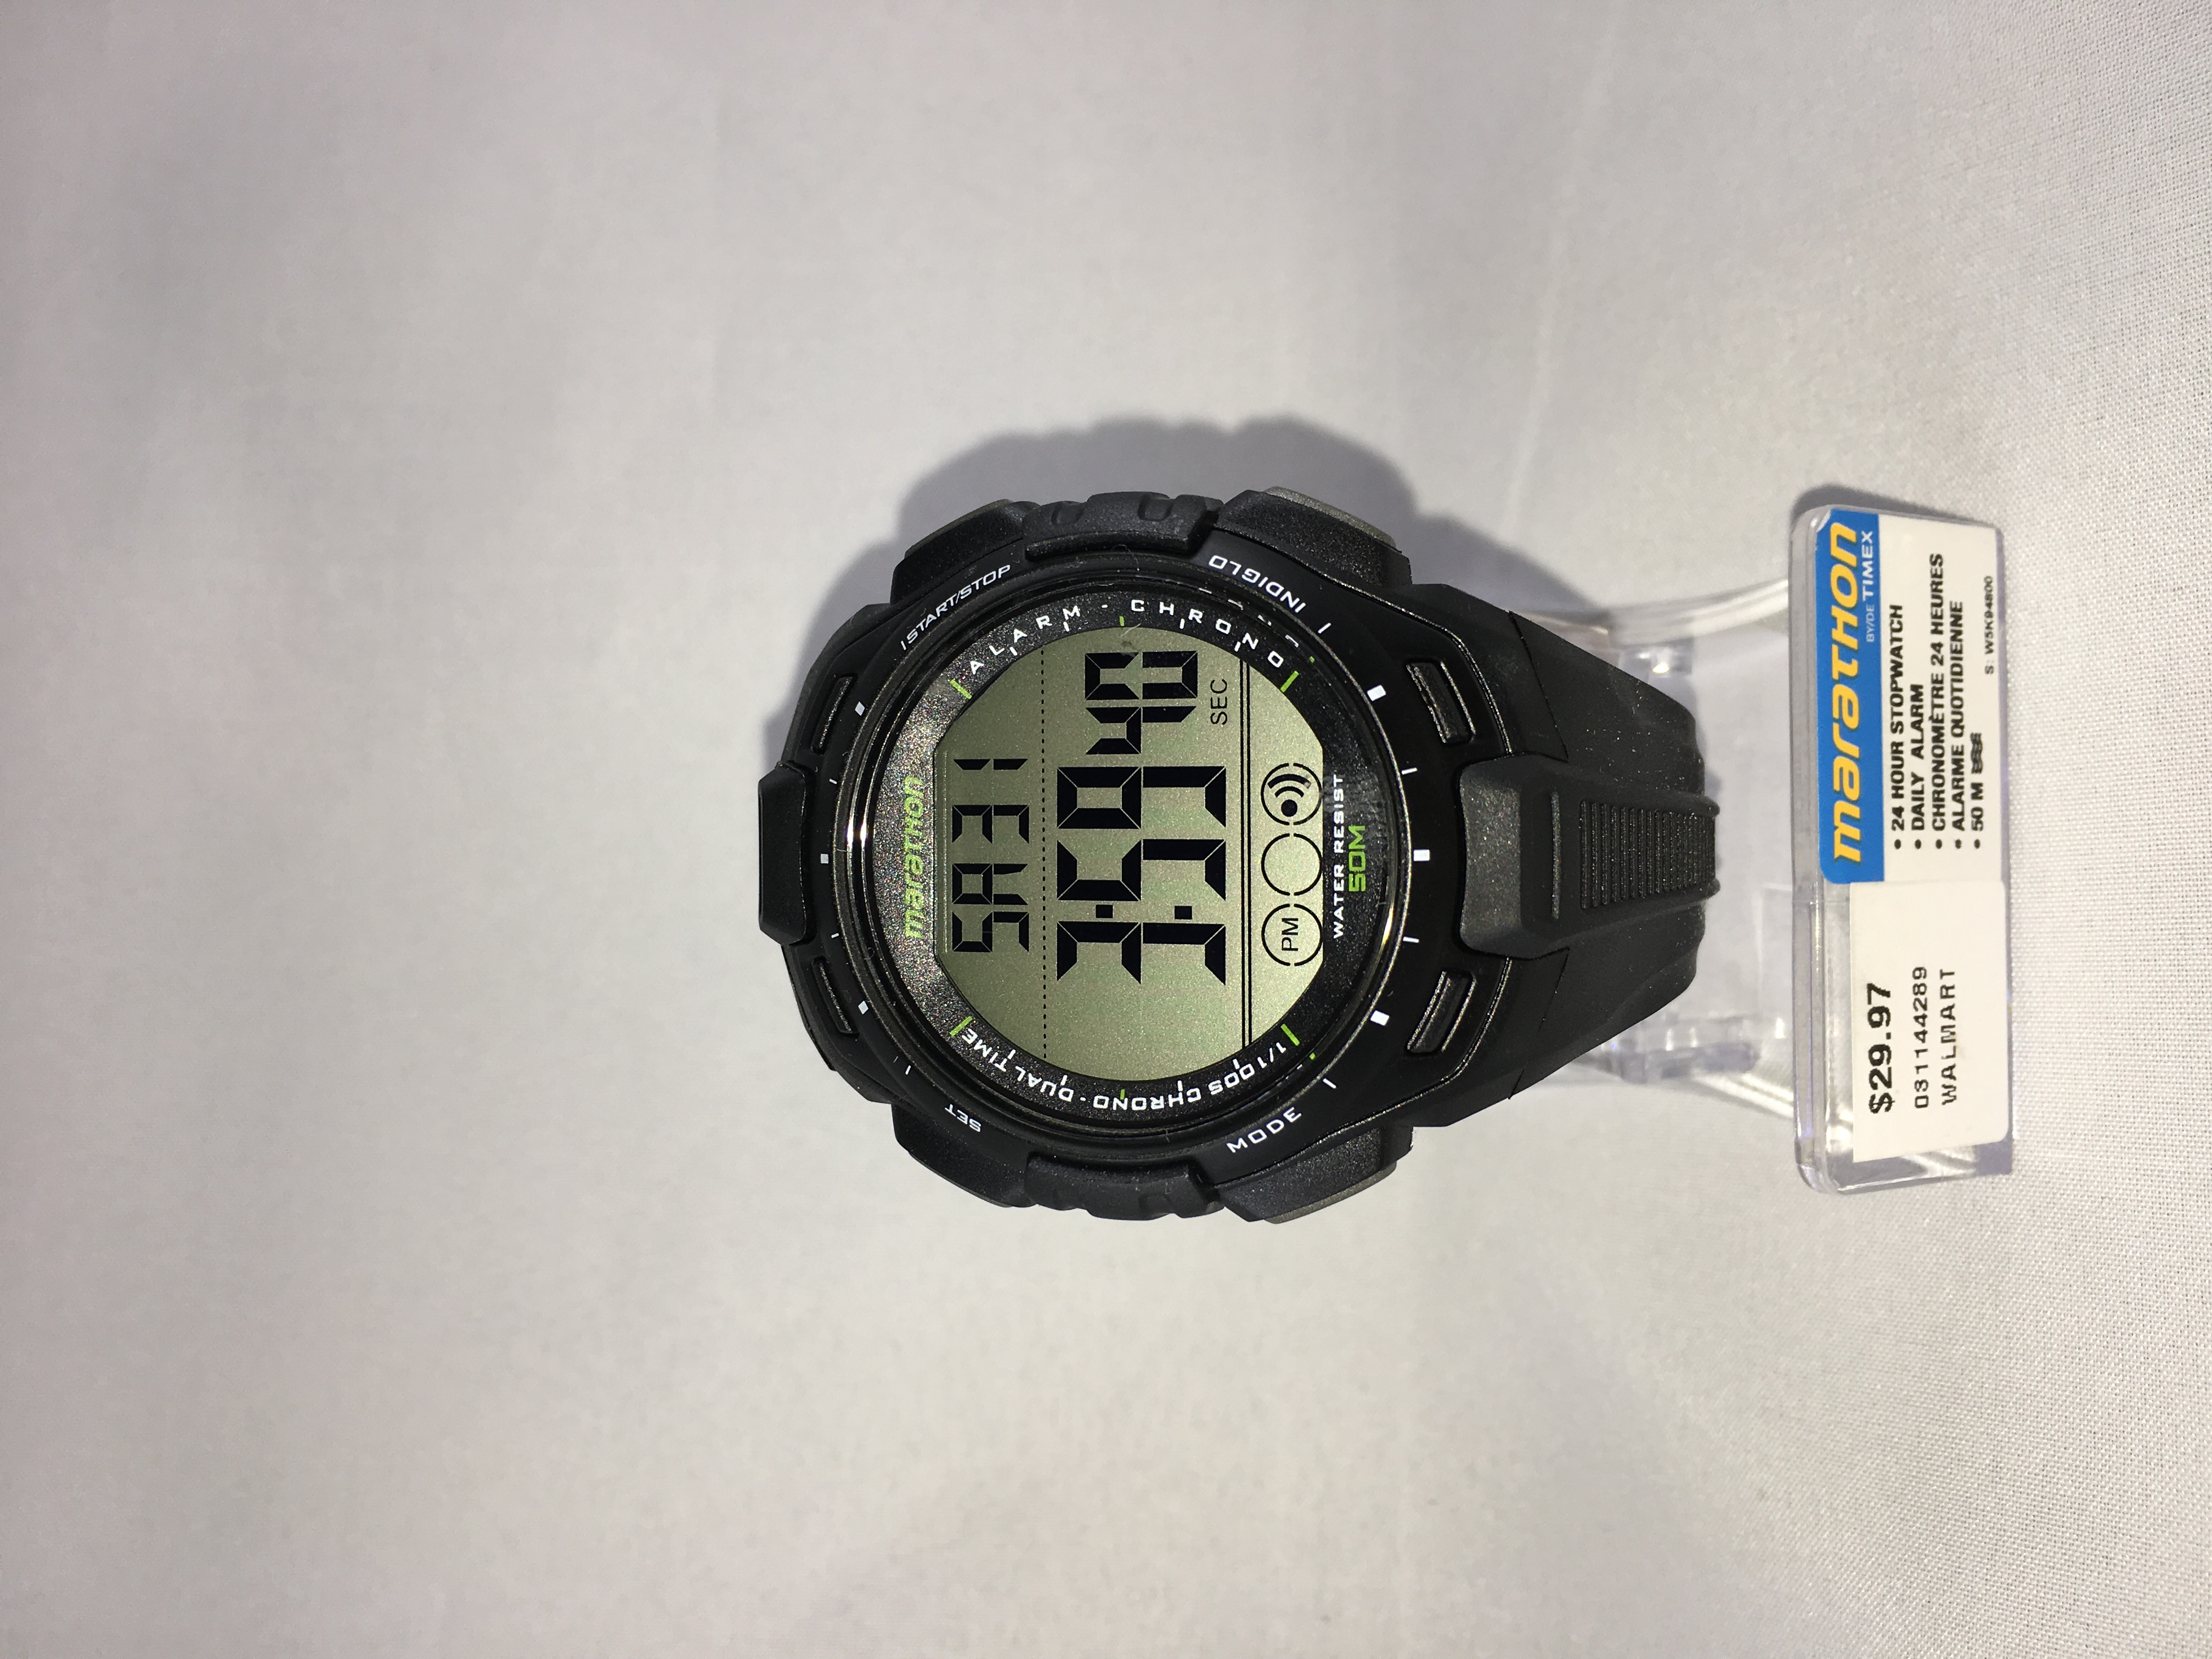 marathon
SET
START/STOP
1/100S CHRONO · DUAL TIME
ALARM - CHRONO
SA 31
3:59 40
SEC
PM
MODE
INDIGLO
WATER RESIST
50M
marathon
BY/DE TIMEX
$29.97
031144289
WALMART
• 24 HOUR STOPWATCH
• DAILY ALARM
• CHRONOMÈTRE 24 HEURES
• ALARME QUOTIDIENNE
• 50 M
S: W5K94800